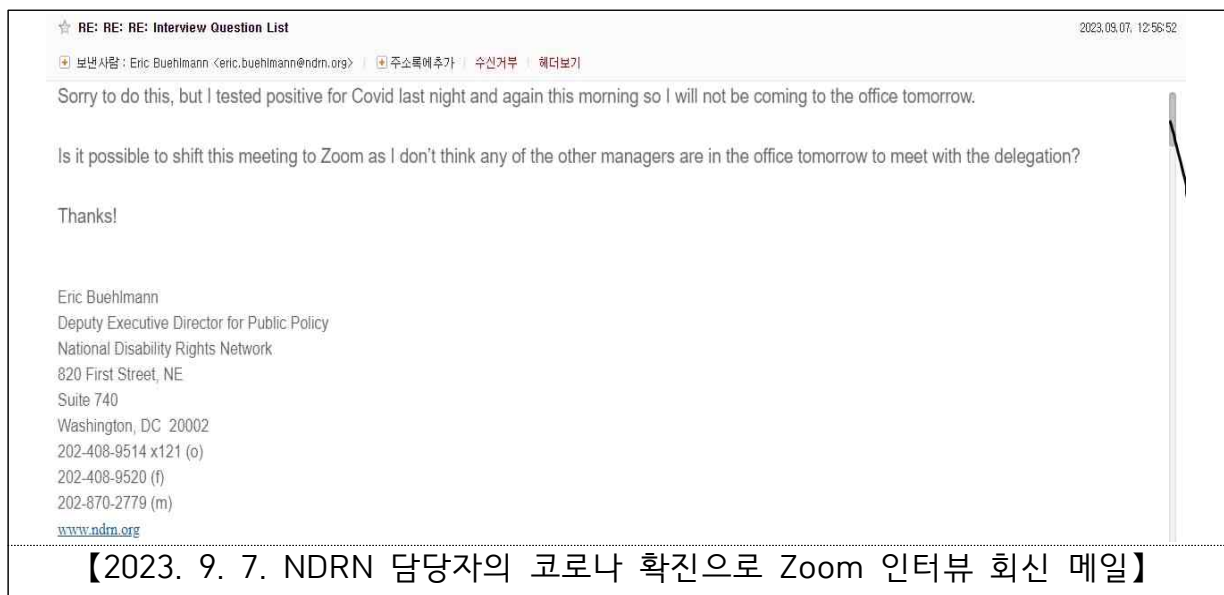 ☆ RE: RE: RE: Interview Question List 2023.09.07. 12:56:52
보낸사람 : Eric Buehlmann <eric.buehlmann@ndrn.org> 주소록에추가 수신거부 헤더보기
Sorry to do this, but I tested positive for Covid last night and again this morning so I will not be coming to the office tomorrow.
Is it possible to shift this meeting to Zoom as I don't think any of the other managers are in the office tomorrow to meet with the delegation?
Thanks!
Eric Buehlmann
Deputy Executive Director for Public Policy
National Disability Rights Network
820 First Street, NE
Suite 740
Washington, DC 20002
202-408-9514 x121 (o)
202-408-9520 (f)
202-870-2779 (m)
www.ndrn.org
【2023. 9. 7. NDRN 담당자의 코로나 확진으로 Zoom 인터뷰 회신 메일】